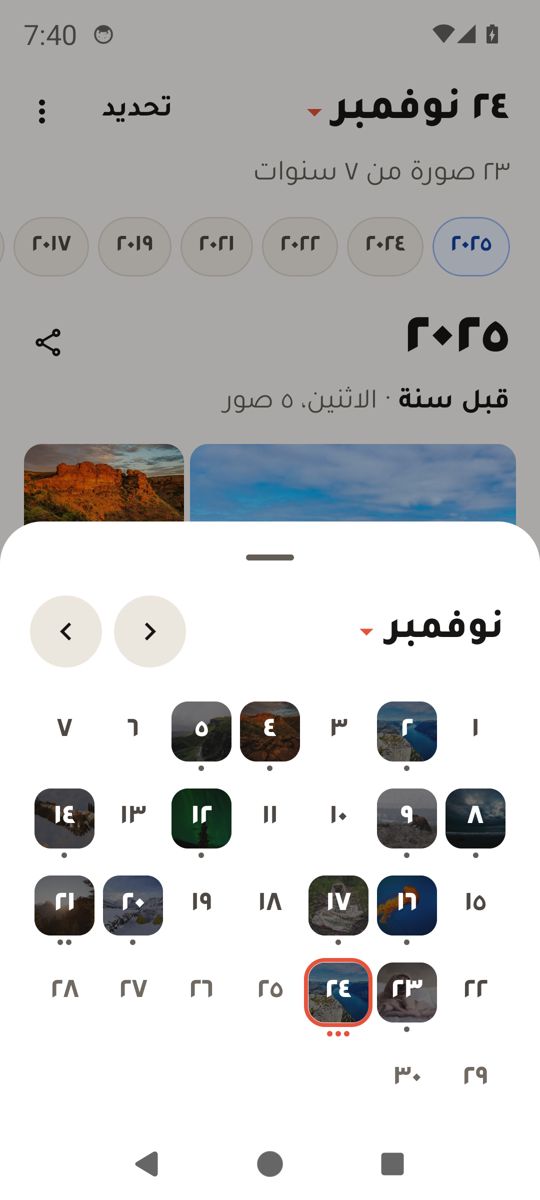 7:40
٢٤ نوفمبر
تحديد
٢٣ صورة من ٧ سنوات
٢٠٢٥ ٢٠٢٤ ٢٠٢٢ ٢٠٢١ ٢٠١٩ ٢٠١٧
٢٠٢٥
قبل سنة · الاثنين، ٥ صور
نوفمبر
١ ٢ ٣ ٤ ٥ ٦ ٧
٨ ٩ ١٠ ١١ ١٢ ١٣ ١٤
١٥ ١٦ ١٧ ١٨ ١٩ ٢٠ ٢١
٢٢ ٢٣ ٢٤ ٢٥ ٢٦ ٢٧ ٢٨
٢٩ ٣٠